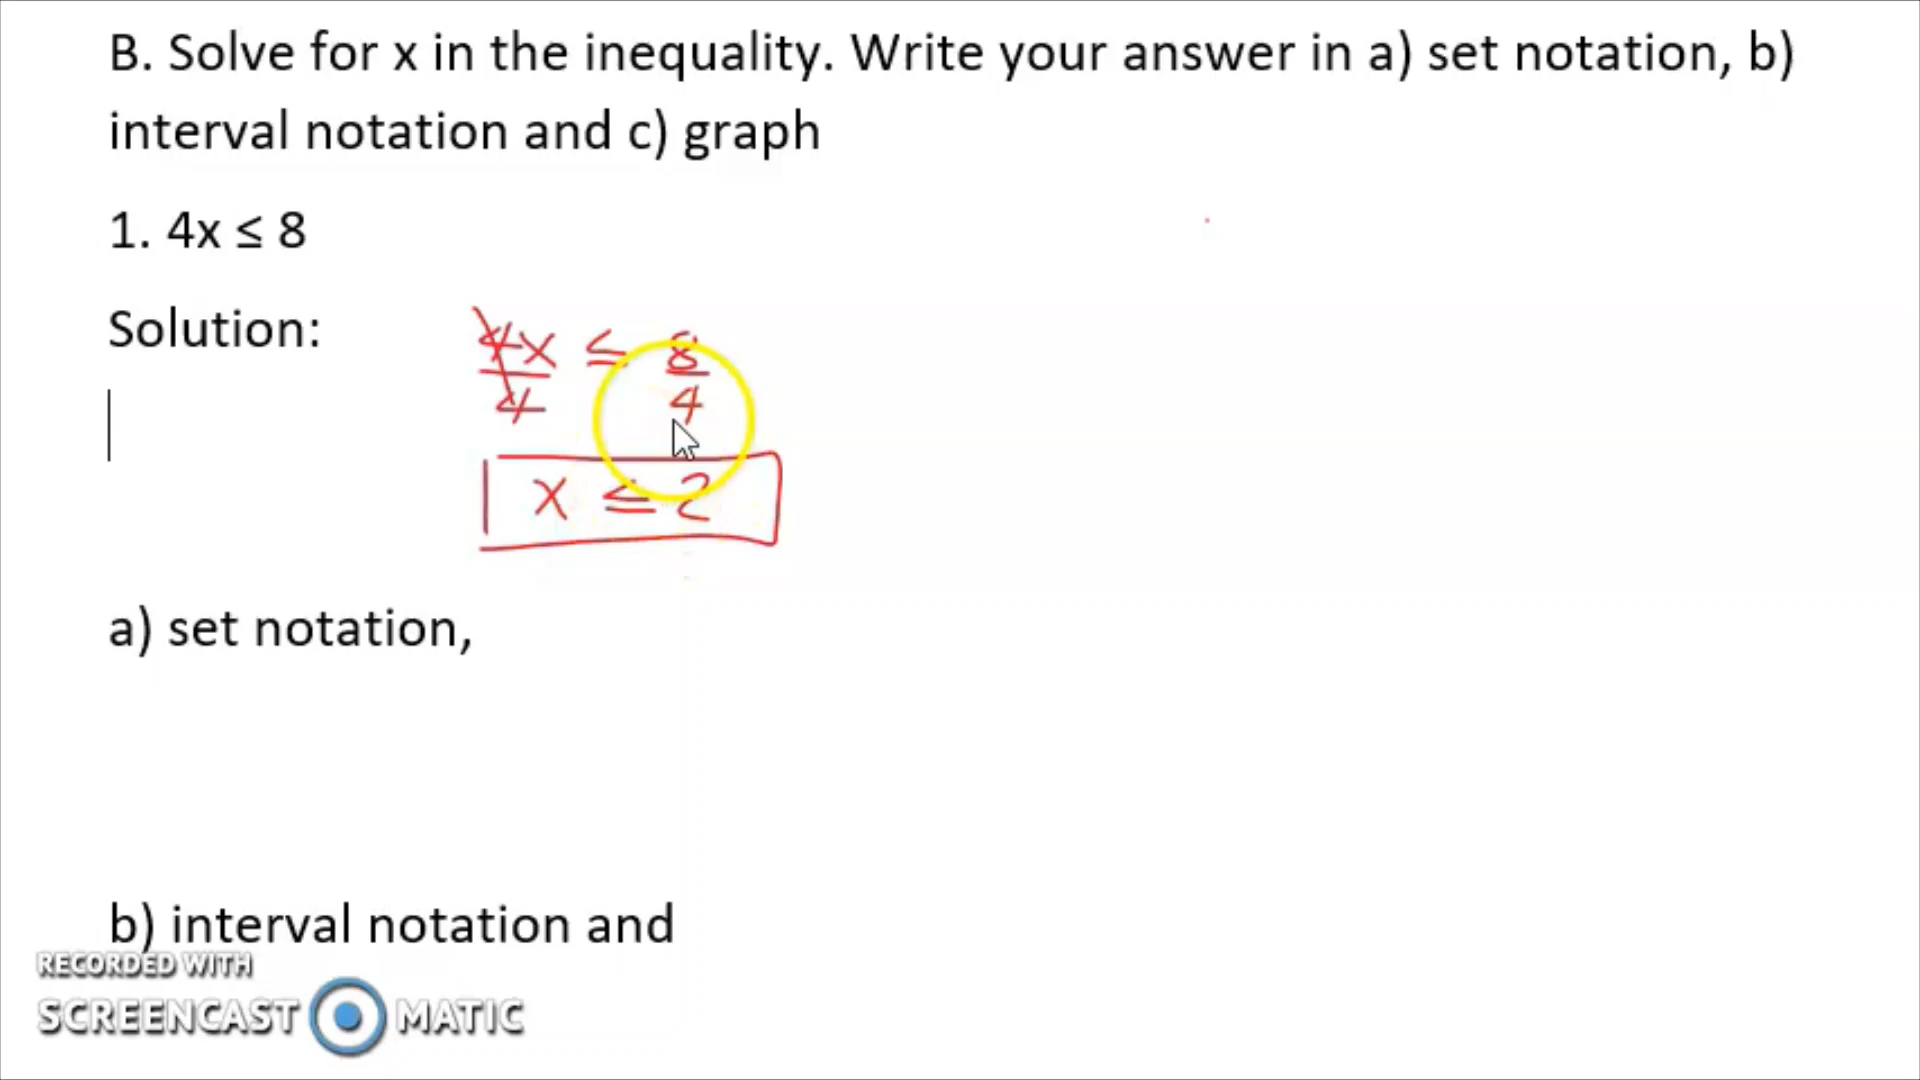 B. Solve for x in the inequality. Write your answer in a) set notation, b)
interval notation and c) graph
1. 4x ≤ 8
Solution:
4x ≤ 8
4 4
x ≤ 2
a) set notation,
b) interval notation and
RECORDED WITH
SCREENCAST MATIC